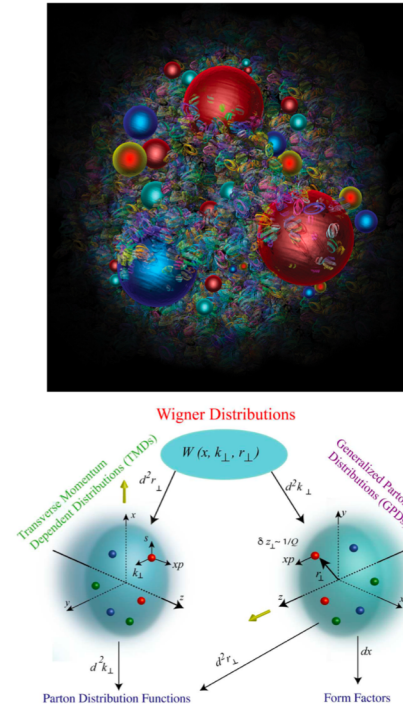 Wigner Distributions
W (x, k⊥, r⊥)
Transverse Momentum
Dependent Distributions (TMDs)
Generalized Parton
Distributions (GPDs
d²r⊥
d²k⊥
x
s
k⊥
xp
y
z
y
δ z⊥~1/Q
xp
r⊥
z
x
d²k⊥
d²r⊥
dx
Parton Distribution Functions
Form Factors